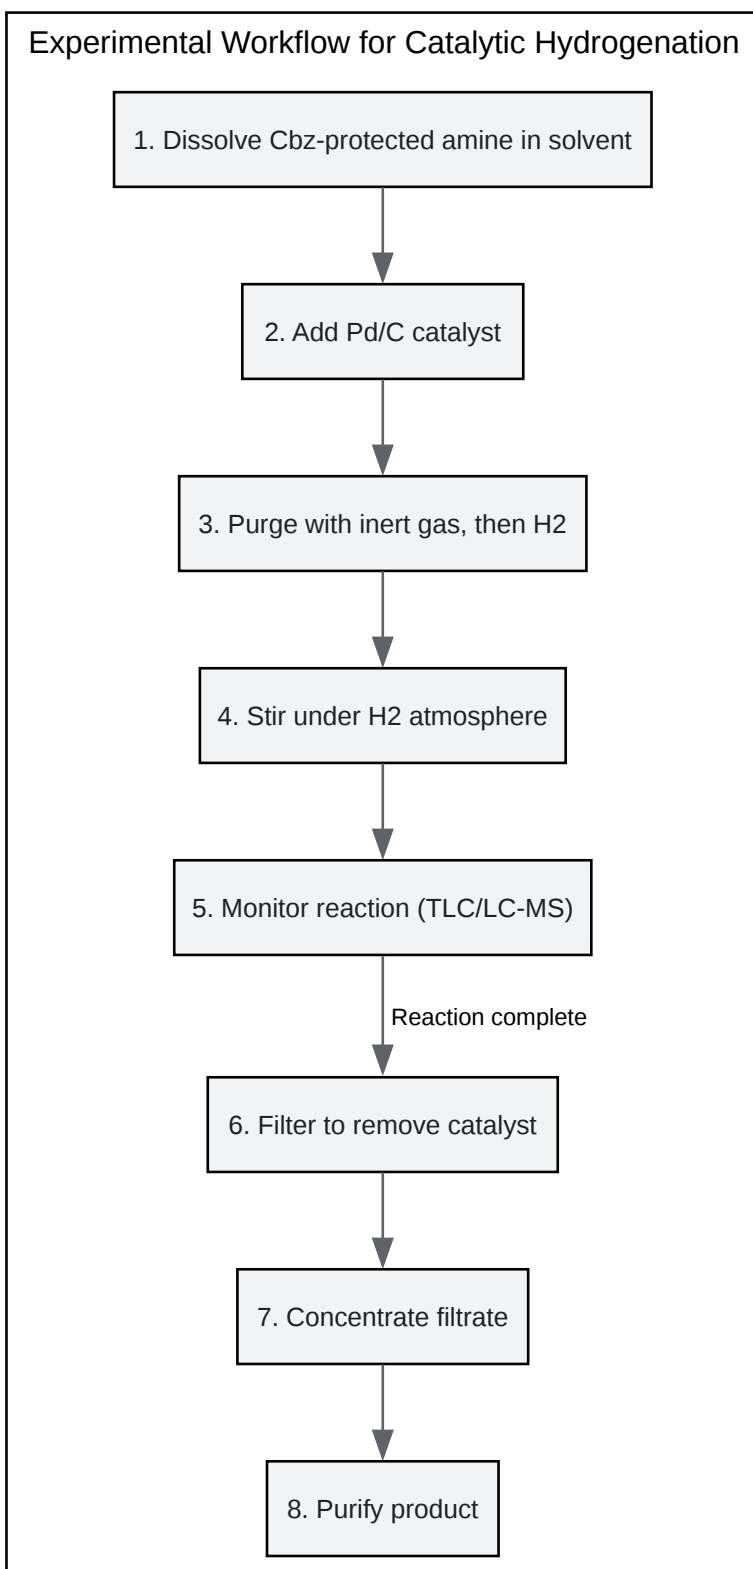 Experimental Workflow for Catalytic Hydrogenation
1. Dissolve Cbz-protected amine in solvent
2. Add Pd/C catalyst
3. Purge with inert gas, then H2
4. Stir under H2 atmosphere
5. Monitor reaction (TLC/LC-MS)
Reaction complete
6. Filter to remove catalyst
7. Concentrate filtrate
8. Purify product